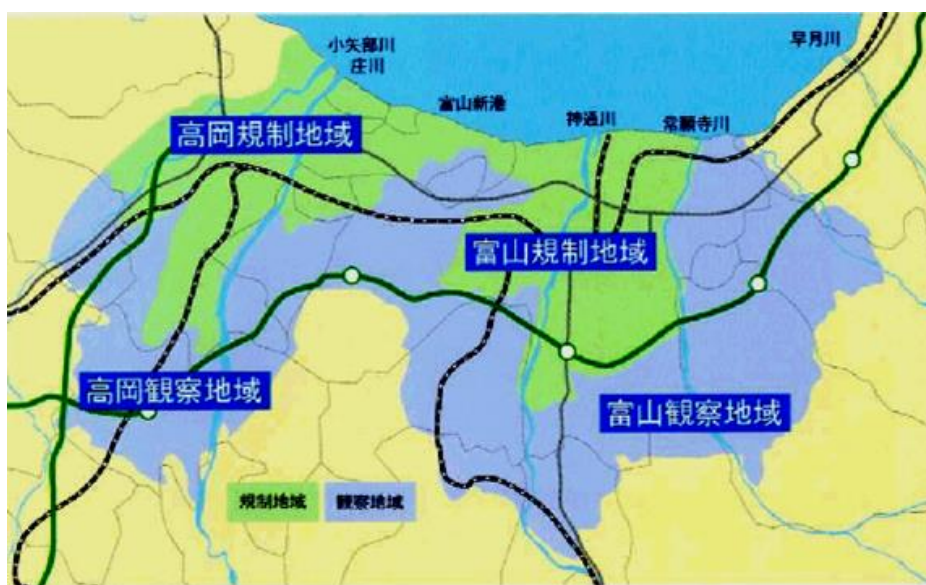 小矢部川
庄川
早月川
富山新港
神通川
常願寺川
高岡規制地域
富山規制地域
高岡観察地域
富山観察地域
規制地域
観察地域